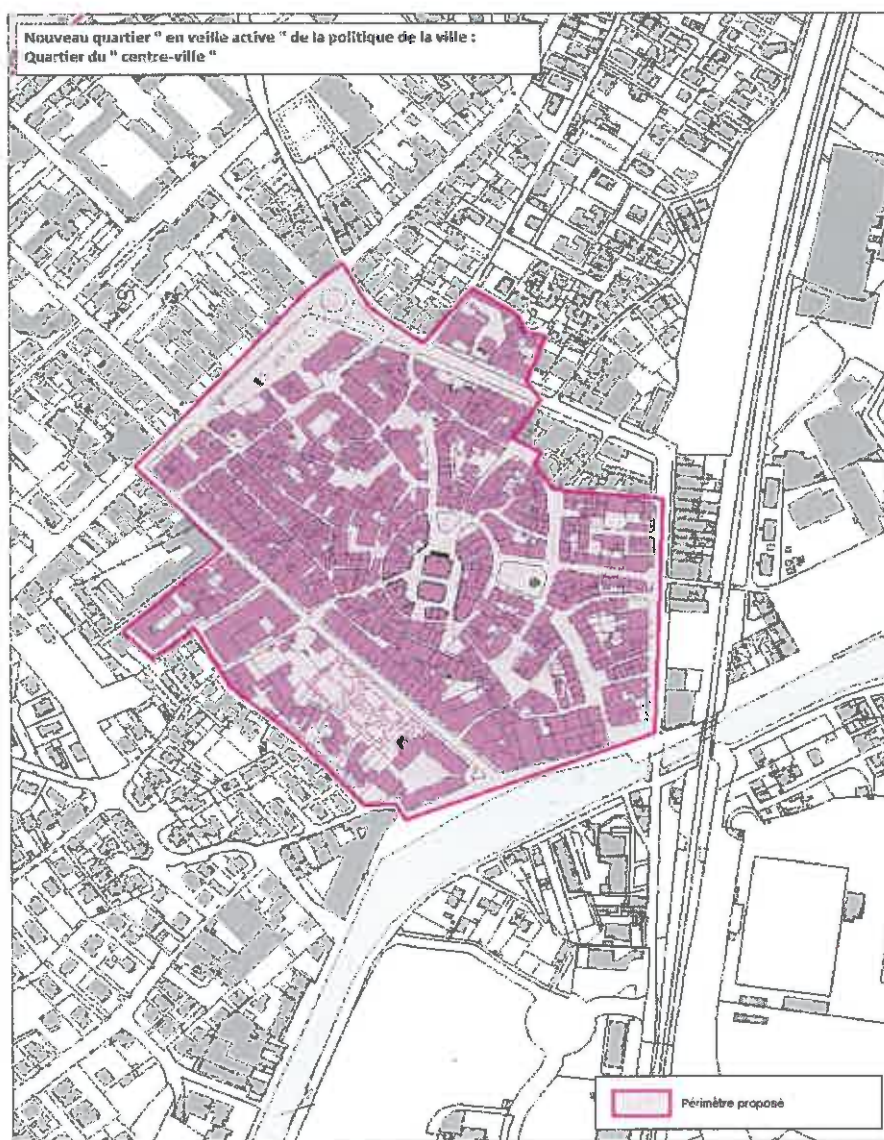 Nouveau quartier " en veille active " de la politique de la ville :
Quartier du " centre-ville "
Périmètre proposé